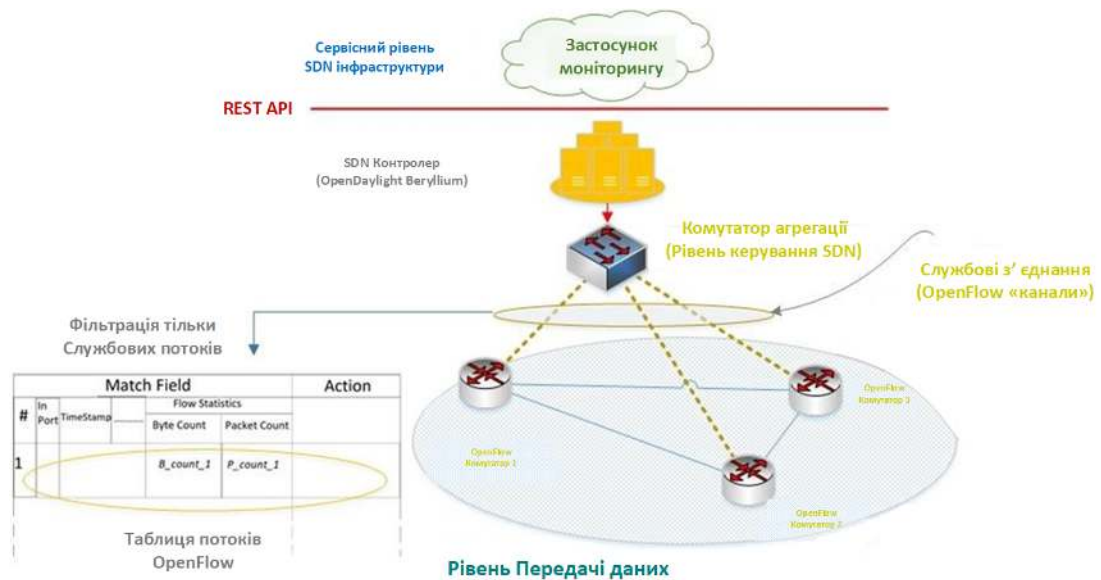 Сервісний рівень
SDN інфраструктури
Застосунок
моніторингу
REST API
SDN Контролер
(OpenDaylight Beryllium)
Комутатор агрегації
(Рівень керування SDN)
Службові з’ єднання
(OpenFlow «канали»)
Фільтрація тільки
Службових потоків
Match Field
Action
#
In
Port
TimeStamp
Flow Statistics
Byte Count
Packet Count
1
B_count_1
P_count_1
Таблиця потоків
OpenFlow
OpenFlow
Комутатор 1
OpenFlow
Комутатор 3
OpenFlow
Комутатор 2
Рівень Передачі даних